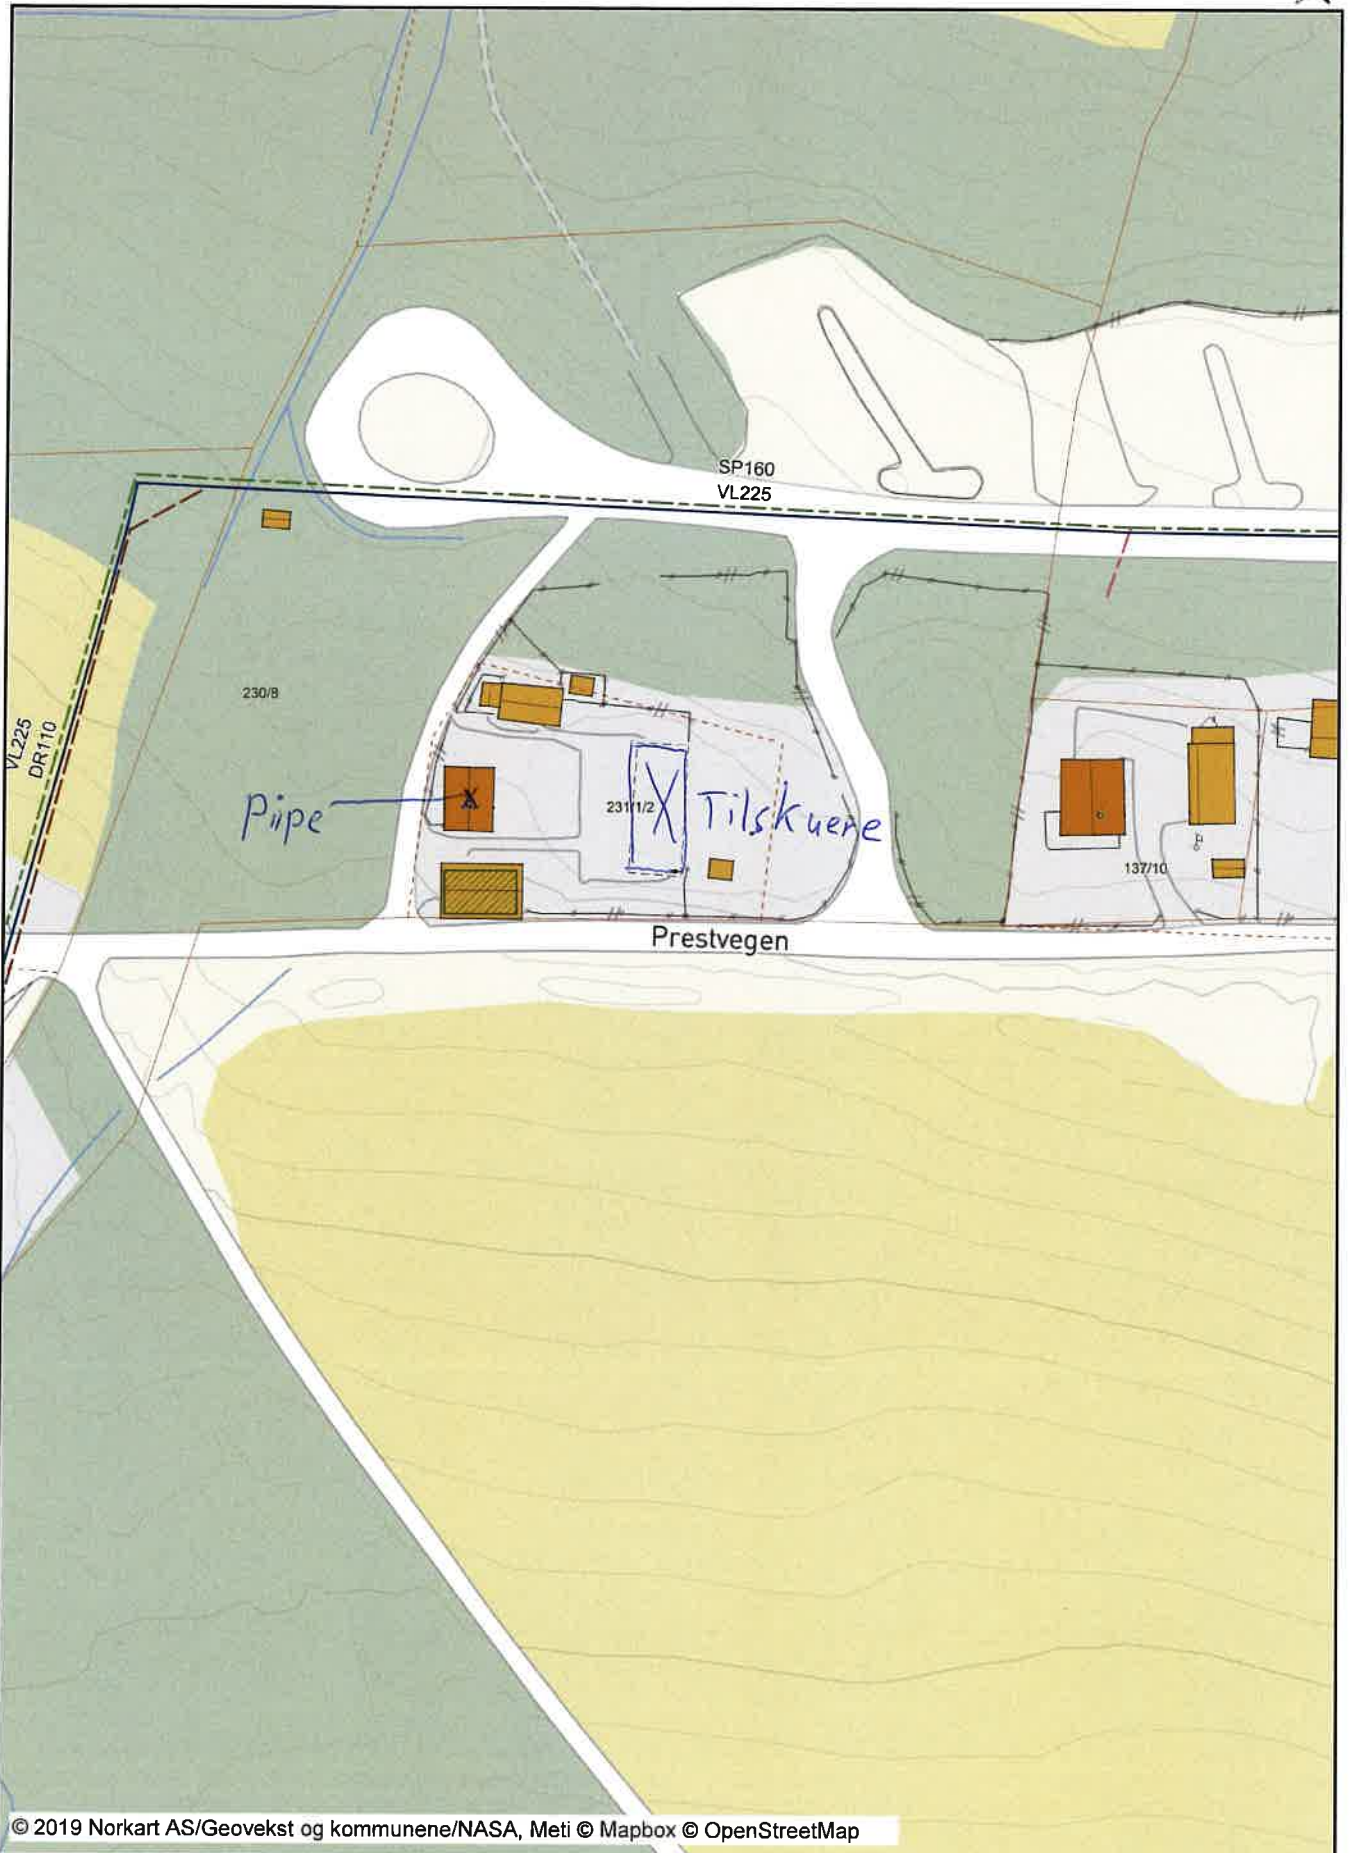 SP160
VL225
230/8
VL225
DR110
Piipe
231/1/2
X Tilskuere
137/10
Prestvegen
© 2019 Norkart AS/Geovekst og kommunene/NASA, Meti © Mapbox © OpenStreetMap